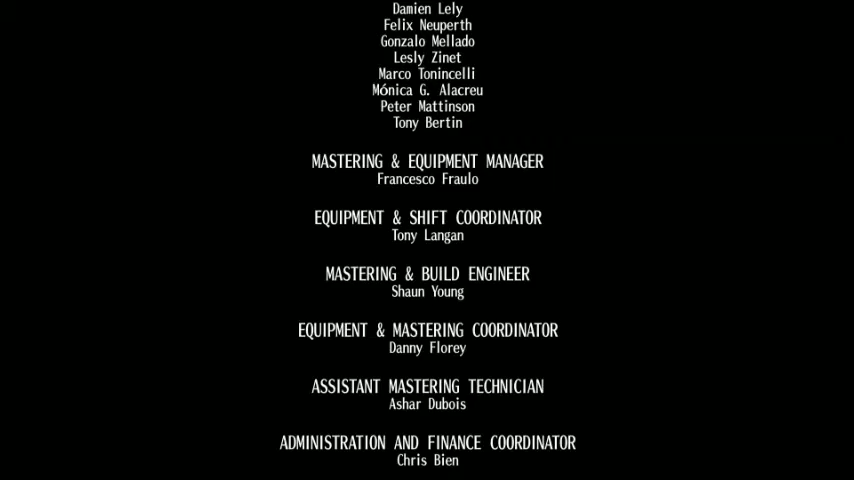 Damien Lely
Felix Neuperth
Gonzalo Mellado
Lesly Zinet
Marco Tonincelli
Mónica G. Alacreu
Peter Mattinson
Tony Bertin
MASTERING & EQUIPMENT MANAGER
Francesco Fraulo
EQUIPMENT & SHIFT COORDINATOR
Tony Langan
MASTERING & BUILD ENGINEER
Shaun Young
EQUIPMENT & MASTERING COORDINATOR
Danny Florey
ASSISTANT MASTERING TECHNICIAN
Ashar Dubois
ADMINISTRATION AND FINANCE COORDINATOR
Chris Bien